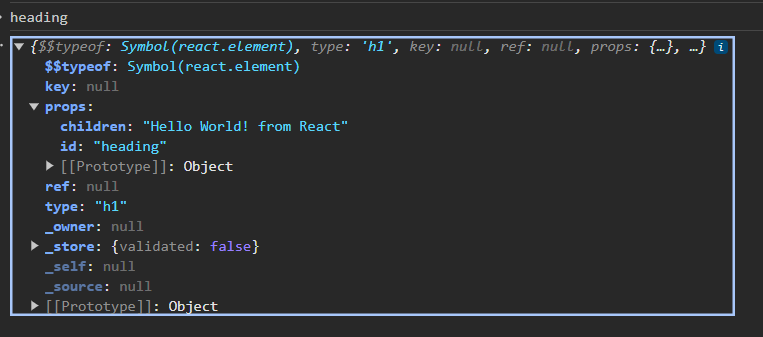 heading
{$$typeof: Symbol(react.element), type: 'h1', key: null, ref: null, props: {…}, …} i
$$typeof: Symbol(react.element)
key: null
props:
children: "Hello World! from React"
id: "heading"
[[Prototype]]: Object
ref: null
type: "h1"
_owner: null
_store: {validated: false}
_self: null
_source: null
[[Prototype]]: Object